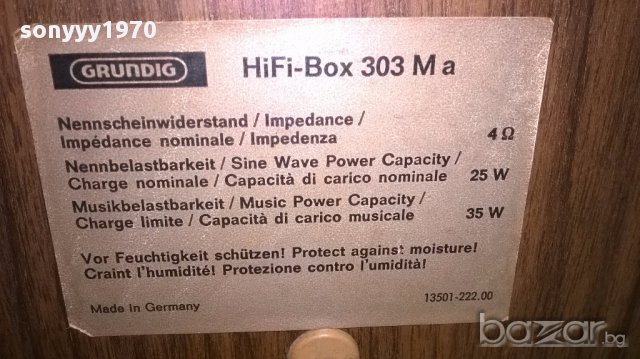 sonyyy1970
GRUNDIG
HiFi-Box 303 M a
Nennscheinwiderstand / Impedance /
Impédance nominale / Impedenza 4 Ω
Nennbelastbarkeit / Sine Wave Power Capacity /
Charge nominale / Capacità di carico nominale 25 W
Musikbelastbarkeit / Music Power Capacity /
Charge limite / Capacità di carico musicale 35 W
Vor Feuchtigkeit schützen! Protect against moisture!
Craint l'humidité! Protezione contro l'umidità!
Made in Germany 13501-222.00
bazar.bg